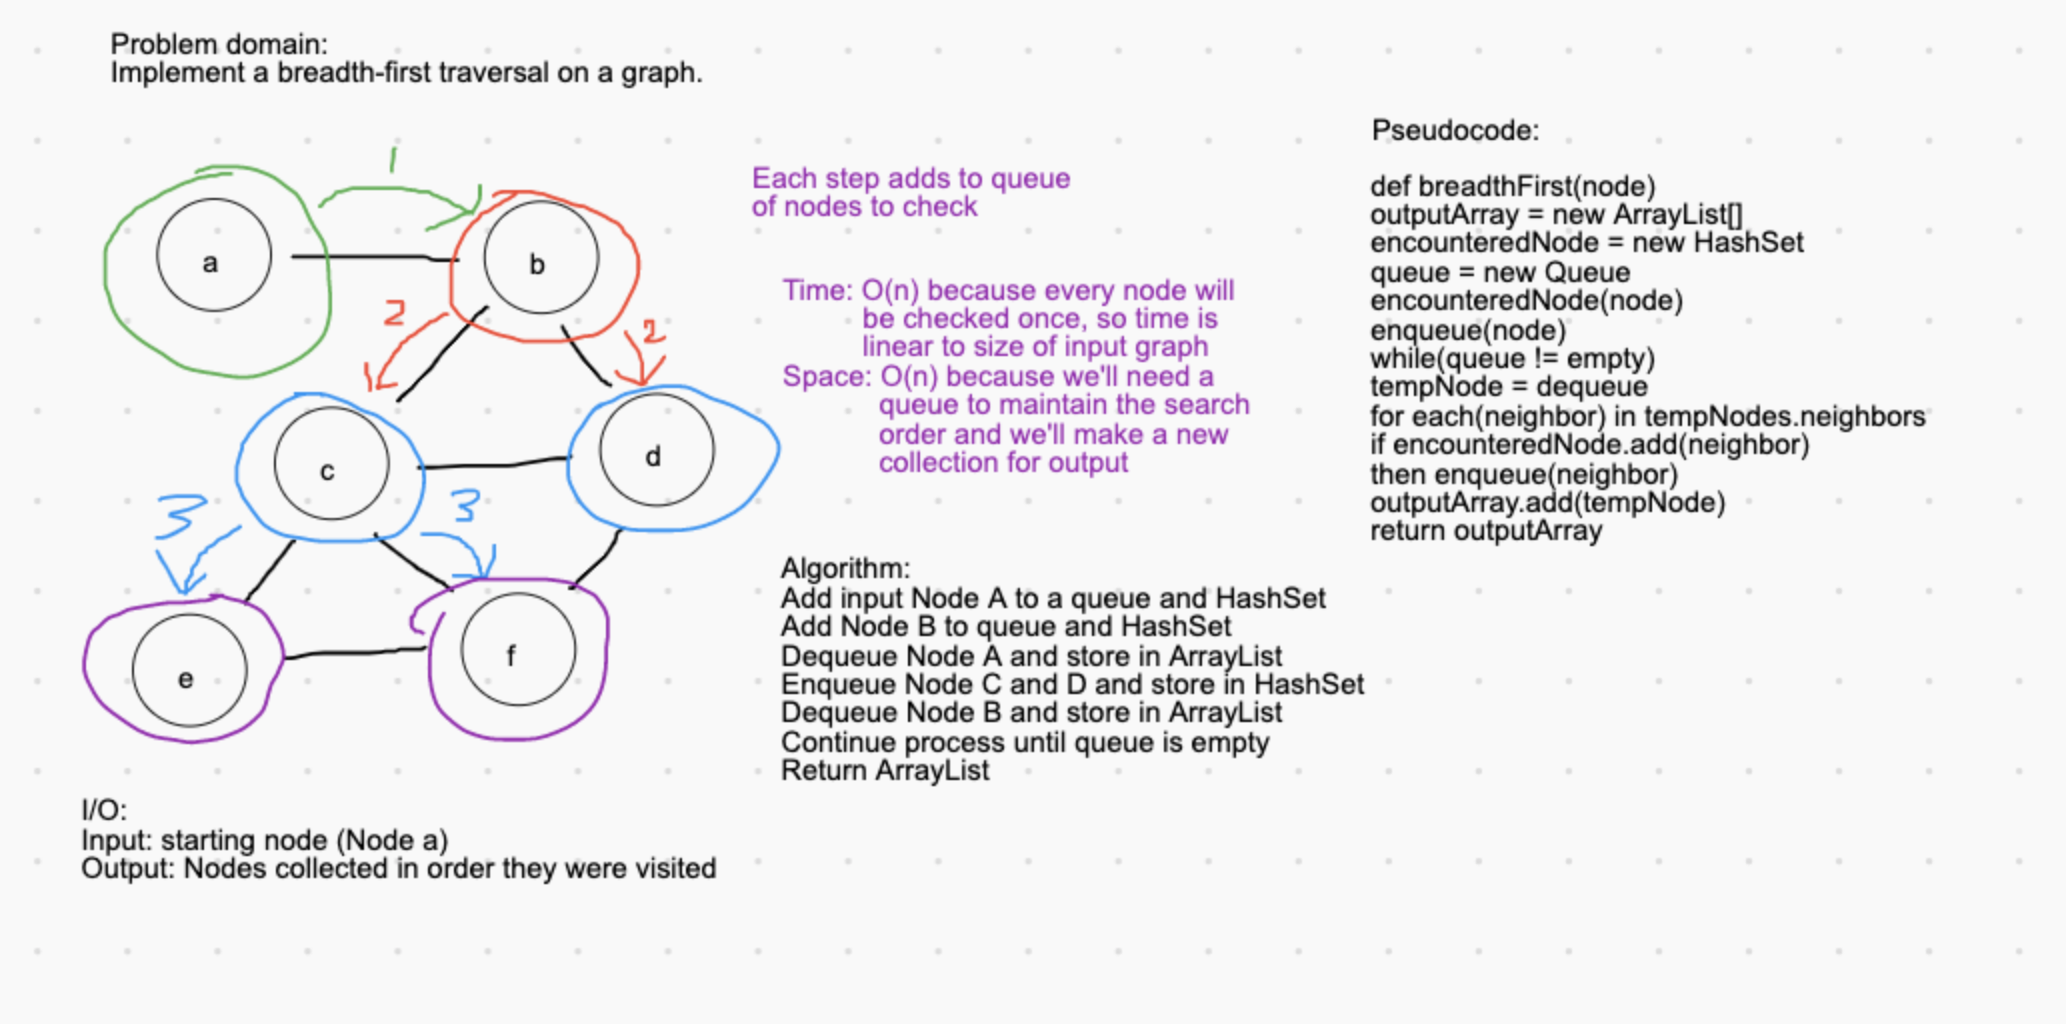 Problem domain:
Implement a breadth-first traversal on a graph.
1
a
b
2
2
c
d
3
3
e
f
I/O:
Input: starting node (Node a)
Output: Nodes collected in order they were visited
Each step adds to queue
of nodes to check
Time: O(n) because every node will
be checked once, so time is
linear to size of input graph
Space: O(n) because we'll need a
queue to maintain the search
order and we'll make a new
collection for output
Algorithm:
Add input Node A to a queue and HashSet
Add Node B to queue and HashSet
Dequeue Node A and store in ArrayList
Enqueue Node C and D and store in HashSet
Dequeue Node B and store in ArrayList
Continue process until queue is empty
Return ArrayList
Pseudocode:
def breadthFirst(node)
outputArray = new ArrayList[]
encounteredNode = new HashSet
queue = new Queue
encounteredNode(node)
enqueue(node)
while(queue != empty)
tempNode = dequeue
for each(neighbor) in tempNodes.neighbors
if encounteredNode.add(neighbor)
then enqueue(neighbor)
outputArray.add(tempNode)
return outputArray